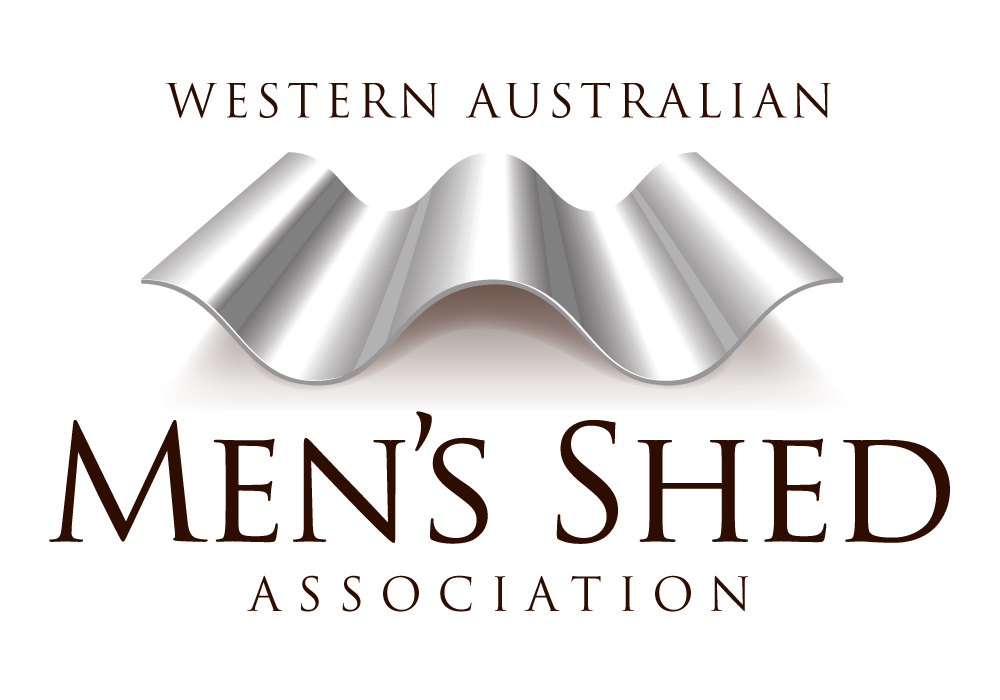 WESTERN AUSTRALIAN
MEN'S SHED
ASSOCIATION